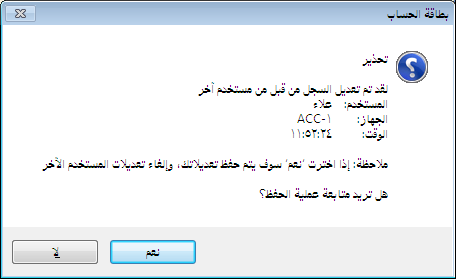 بطاقة الحساب
تحذير
لقد تم تعديل السجل من قبل من مستخدم آخر
المستخدم: علاء
الجهاز: ACC-١
الوقت: ١١:٥٢:٢٤
ملاحظة: إذا اخترت 'نعم' سوف يتم حفظ تعديلاتك، وإلغاء تعديلات المستخدم الآخر
هل تريد متابعة عملية الحفظ؟
نعم
لا